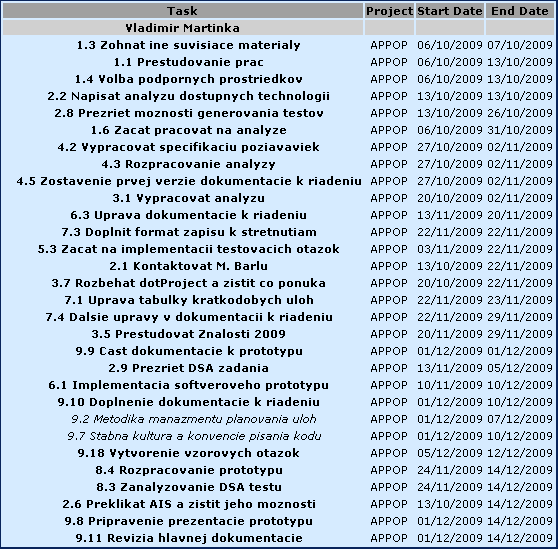 Task Project Start Date End Date
Vladimir Martinka
1.3 Zohnat ine suvisiace materialy APPOP 06/10/2009 07/10/2009
1.1 Prestudovanie prac APPOP 06/10/2009 13/10/2009
1.4 Volba podpornych prostriedkov APPOP 06/10/2009 13/10/2009
2.2 Napisat analyzu dostupnych technologii APPOP 13/10/2009 13/10/2009
2.8 Prezriet moznosti generovania testov APPOP 13/10/2009 26/10/2009
1.6 Zacat pracovat na analyze APPOP 06/10/2009 31/10/2009
4.2 Vypracovat specifikaciu poziavaviek APPOP 27/10/2009 02/11/2009
4.3 Rozpracovanie analyzy APPOP 27/10/2009 02/11/2009
4.5 Zostavenie prvej verzie dokumentacie k riadeniu APPOP 27/10/2009 02/11/2009
3.1 Vypracovat analyzu APPOP 20/10/2009 02/11/2009
6.3 Uprava dokumentacie k riadeniu APPOP 13/11/2009 20/11/2009
7.3 Doplnit format zapisu k stretnutiam APPOP 22/11/2009 22/11/2009
5.3 Zacat na implementacii testovacich otazok APPOP 03/11/2009 22/11/2009
2.1 Kontaktovat M. Barlu APPOP 13/10/2009 22/11/2009
3.7 Rozbehat dotProject a zistit co ponuka APPOP 20/10/2009 22/11/2009
7.1 Uprava tabulky kratkodobych uloh APPOP 22/11/2009 23/11/2009
7.4 Dalsie upravy v dokumentacii k riadeniu APPOP 22/11/2009 29/11/2009
3.5 Prestudovat Znalosti 2009 APPOP 20/11/2009 29/11/2009
9.9 Cast dokumentacie k prototypu APPOP 01/12/2009 01/12/2009
2.9 Prezriet DSA zadania APPOP 13/11/2009 05/12/2009
6.1 Implementacia softveroveho prototypu APPOP 10/11/2009 10/12/2009
9.10 Doplnenie dokumentacie k riadeniu APPOP 01/12/2009 10/12/2009
9.2 Metodika manazmentu planovania uloh APPOP 01/12/2009 07/12/2009
9.7 Stabna kultura a konvencie pisania kodu APPOP 01/12/2009 10/12/2009
9.18 Vytvorenie vzorovych otazok APPOP 05/12/2009 12/12/2009
8.4 Rozpracovanie prototypu APPOP 24/11/2009 14/12/2009
8.3 Zanalyzovanie DSA testu APPOP 24/11/2009 14/12/2009
2.6 Preklikat AIS a zistit jeho moznosti APPOP 13/10/2009 14/12/2009
9.8 Pripravenie prezentacie prototypu APPOP 01/12/2009 14/12/2009
9.11 Revizia hlavnej dokumentacie APPOP 01/12/2009 14/12/2009